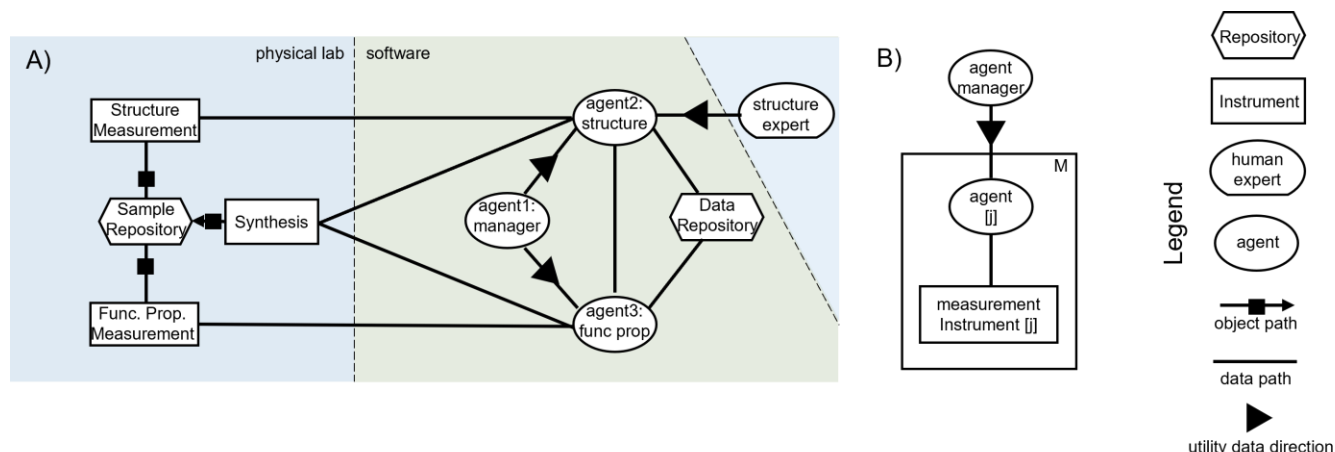 A)
physical lab
software
Structure
Measurement
Sample
Repository
Synthesis
Func. Prop.
Measurement
agent2:
structure
agent1:
manager
agent3:
func prop
Data
Repository
structure
expert
B)
agent
manager
M
agent
[j]
measurement
Instrument [j]
Legend
Repository
Instrument
human
expert
agent
object path
data path
utility data direction